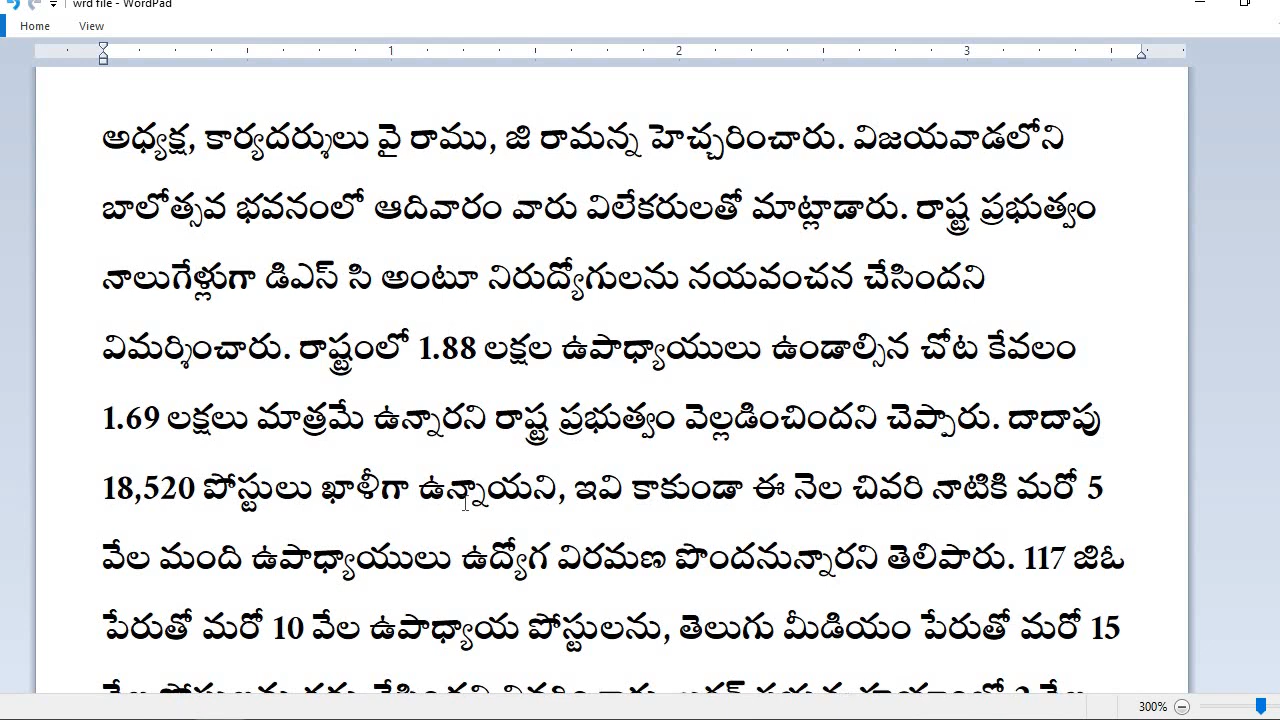 wrd file - WordPad
Home View
1 2 3
అధ్యక్ష, కార్యదర్శులు వై రాము, జి రామన్న హెచ్చరించారు. విజయవాడలోని
బాలోత్సవ భవనంలో ఆదివారం వారు విలేకరులతో మాట్లాడారు. రాష్ట్ర ప్రభుత్వం
నాలుగేళ్లుగా డిఎస్ సి అంటూ నిరుద్యోగులను నయవంచన చేసిందని
విమర్శించారు. రాష్ట్రంలో 1.88 లక్షల ఉపాధ్యాయులు ఉండాల్సిన చోట కేవలం
1.69 లక్షలు మాత్రమే ఉన్నారని రాష్ట్ర ప్రభుత్వం వెల్లడించిందని చెప్పారు. దాదాపు
18,520 పోస్టులు ఖాళీగా ఉన్నాయని, ఇవి కాకుండా ఈ నెల చివరి నాటికి మరో 5
వేల మంది ఉపాధ్యాయులు ఉద్యోగ విరమణ పొందనున్నారని తెలిపారు. 117 జిఓ
పేరుతో మరో 10 వేల ఉపాధ్యాయ పోస్టులను, తెలుగు మీడియం పేరుతో మరో 15
300%